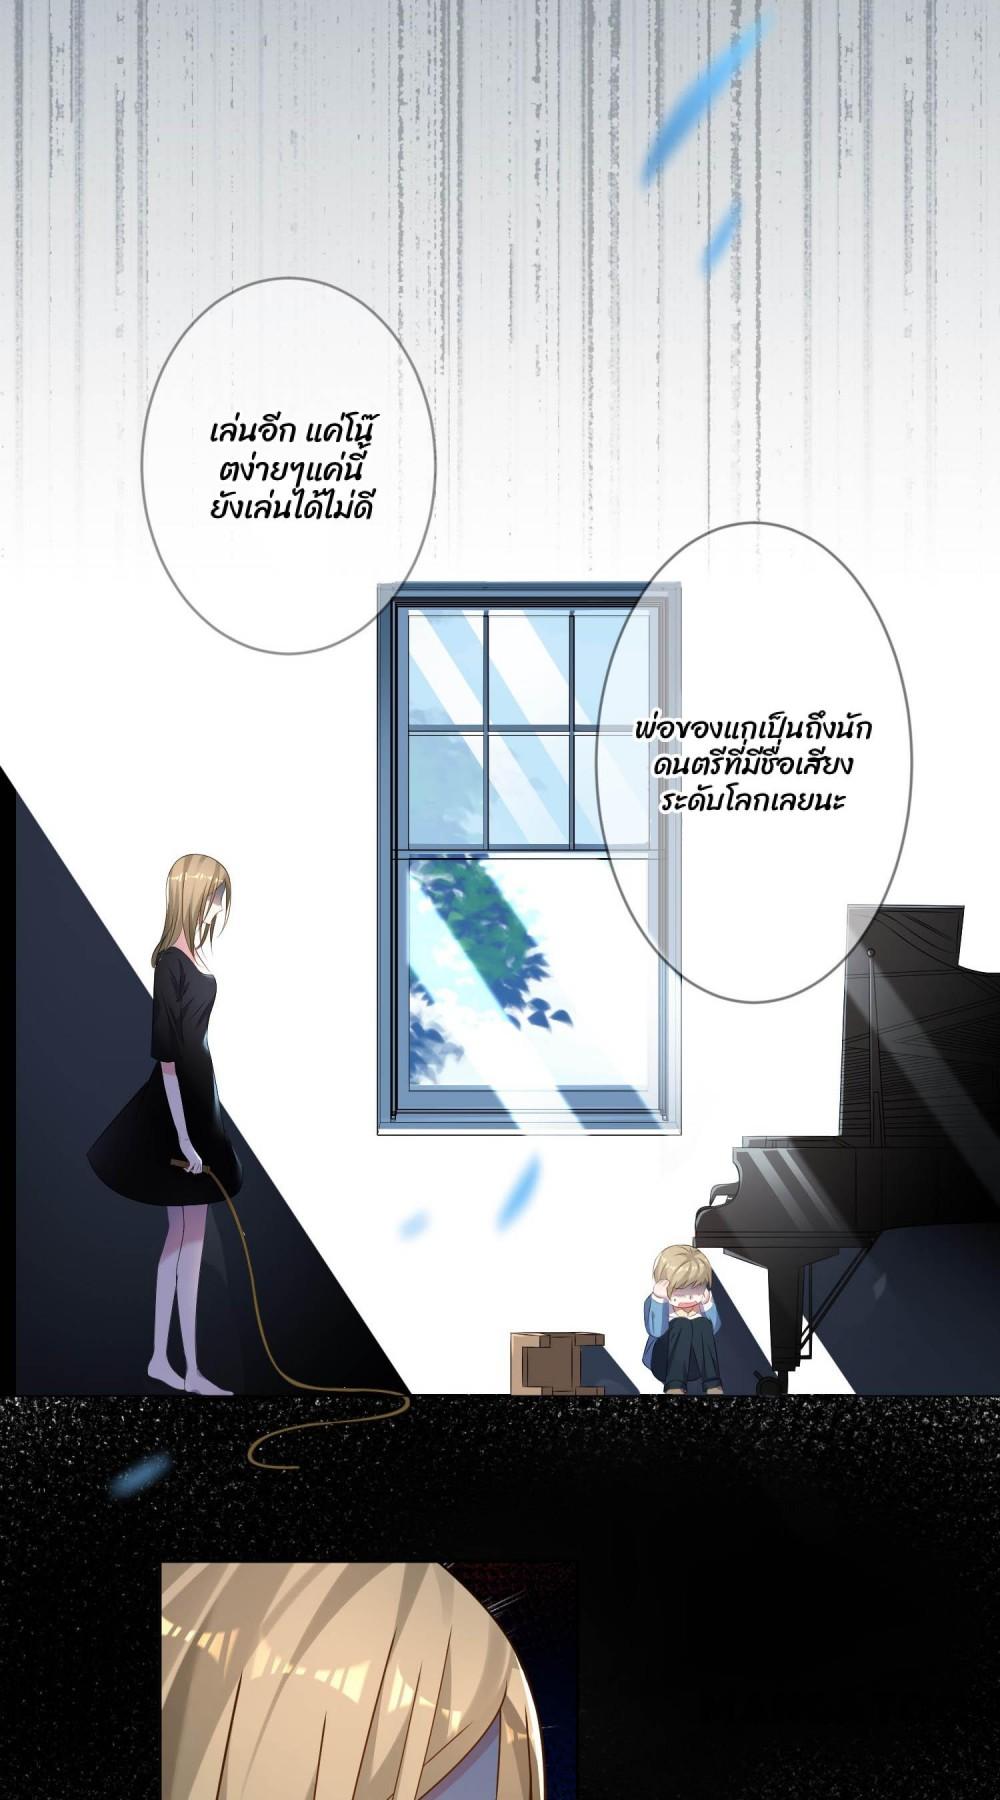 เล่นอีก แค่โน๊
ตง่ายๆแค่นี้
ยังเล่นได้ไม่ดี
พ่อของแกเป็นถึงนัก
ดนตรีที่มีชื่อเสียง
ระดับโลกเลยนะ